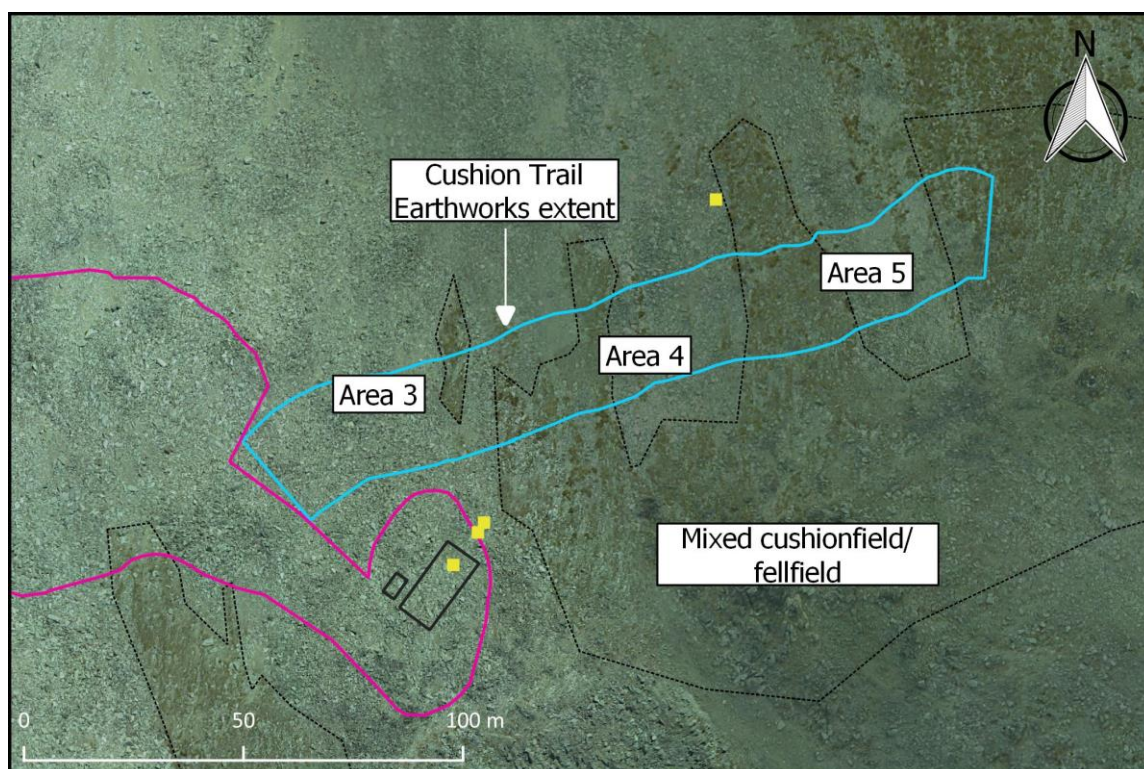 N
Cushion Trail
Earthworks extent
Area 5
Area 4
Area 3
Mixed cushionfield/
fellfield
0 50 100 m